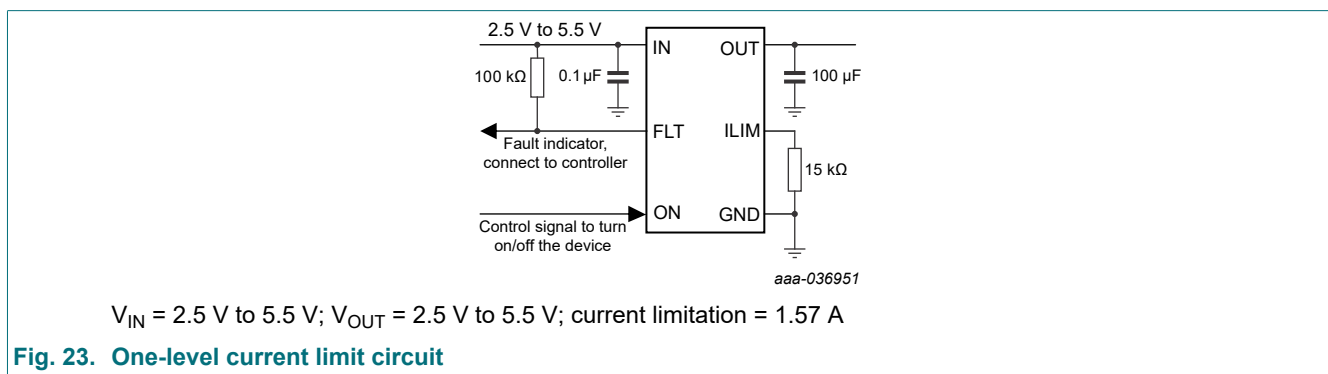 2.5 V to 5.5 V
IN
OUT
100 kΩ
0.1 µF
100 µF
FLT
ILIM
Fault indicator,
connect to controller
15 kΩ
ON
GND
Control signal to turn
on/off the device
aaa-036951
V_IN = 2.5 V to 5.5 V; V_OUT = 2.5 V to 5.5 V; current limitation = 1.57 A
Fig. 23. One-level current limit circuit